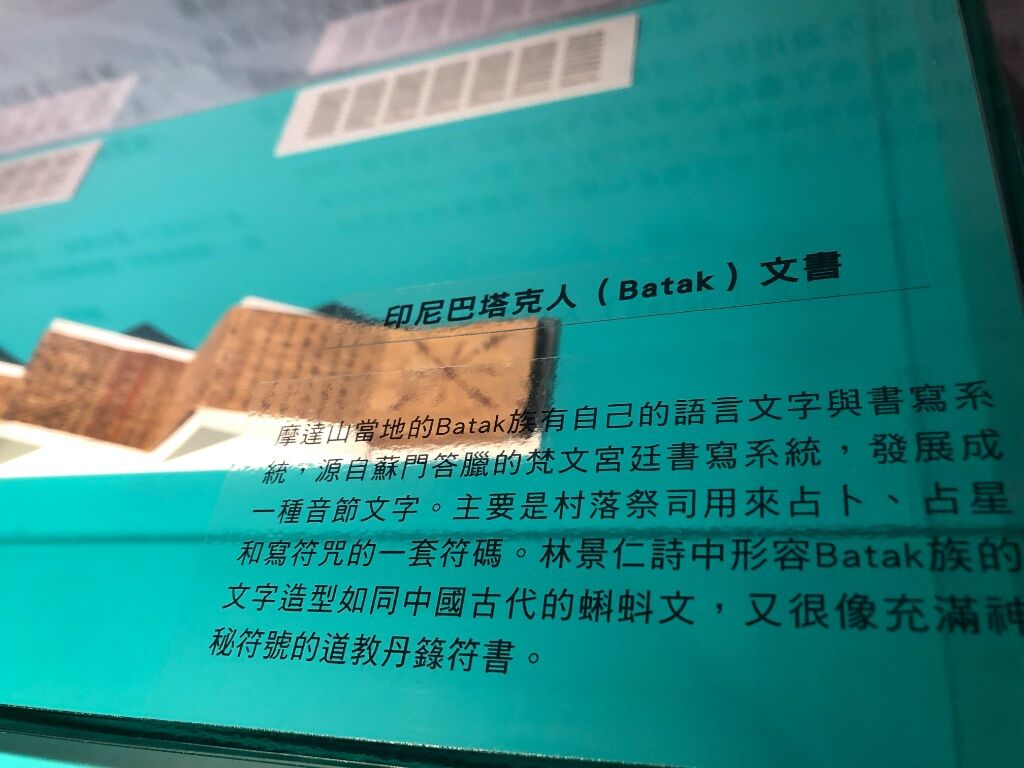 印尼巴塔克人（Batak）文書
摩達山當地的Batak族有自己的語言文字與書寫系
統，源自蘇門答臘的梵文宮廷書寫系統，發展成
一種音節文字。主要是村落祭司用來占卜、占星
和寫符咒的一套符碼。林景仁詩中形容Batak族的
文字造型如同中國古代的蝌蚪文，又很像充滿神
秘符號的道教丹籙符書。